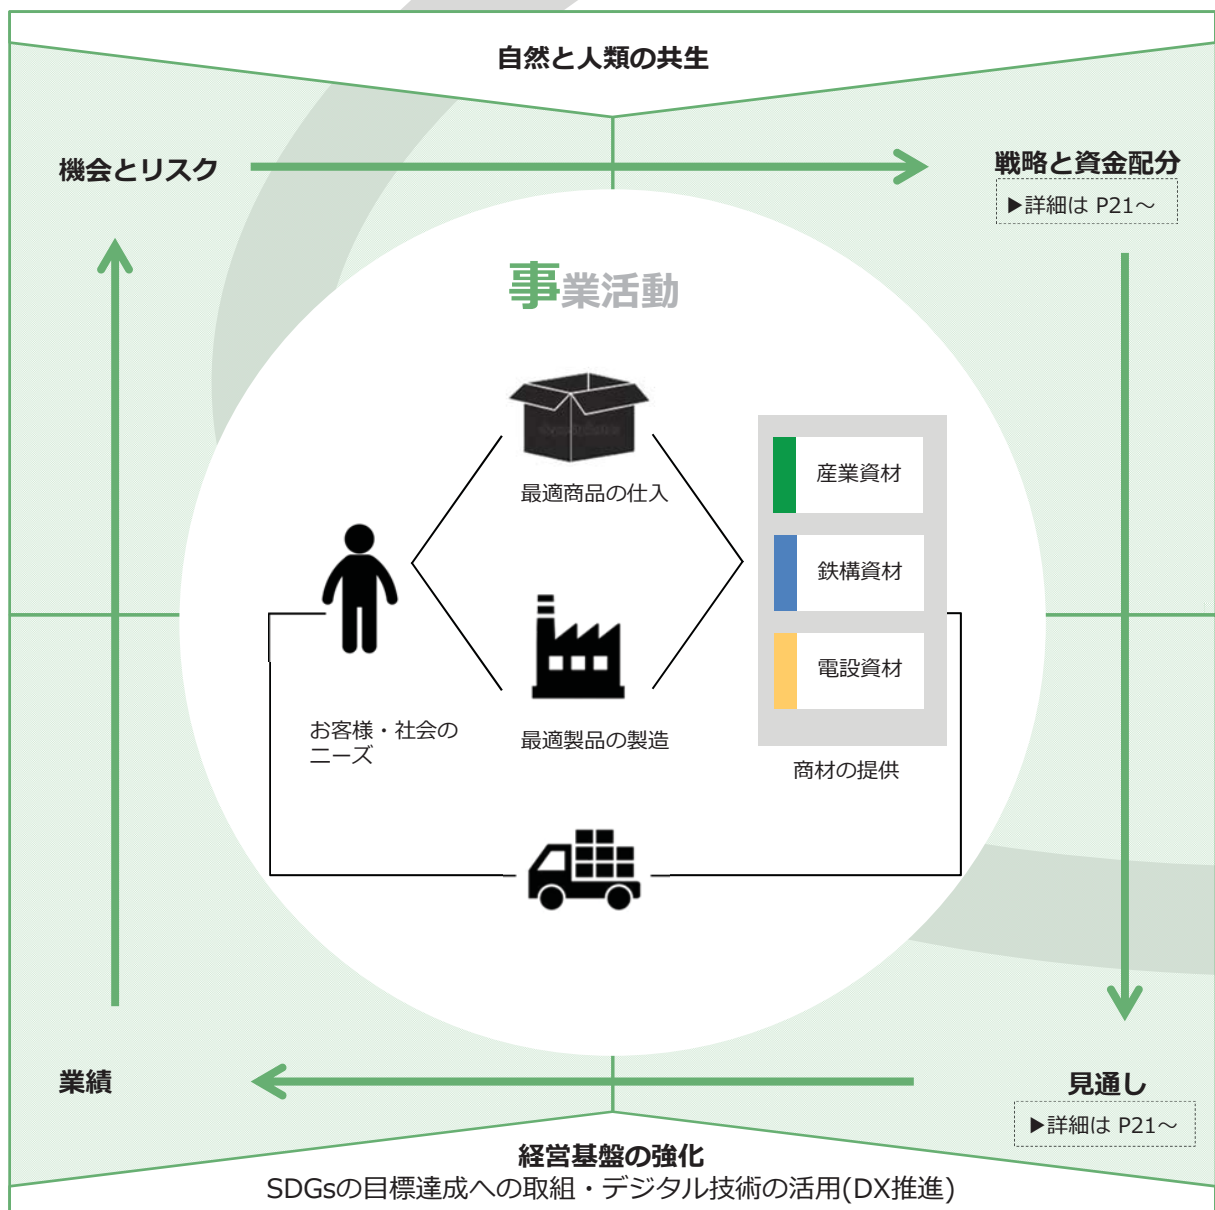 自然と人類の共生
機会とリスク
戦略と資金配分
▶詳細は P21～
事業活動
最適商品の仕入
産業資材
鉄構資材
電設資材
お客様・社会の
ニーズ
最適製品の製造
商材の提供
業績
見通し
▶詳細は P21～
経営基盤の強化
SDGsの目標達成への取組・デジタル技術の活用(DX推進)